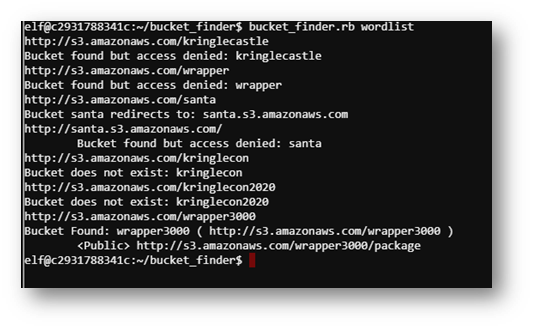 elf@c2931788341c:~/bucket_finder$ bucket_finder.rb wordlist
http://s3.amazonaws.com/kringlecastle
Bucket found but access denied: kringlecastle
http://s3.amazonaws.com/wrapper
Bucket found but access denied: wrapper
http://s3.amazonaws.com/santa
Bucket santa redirects to: santa.s3.amazonaws.com
http://santa.s3.amazonaws.com/
        Bucket found but access denied: santa
http://s3.amazonaws.com/kringlecon
Bucket does not exist: kringlecon
http://s3.amazonaws.com/kringlecon2020
Bucket does not exist: kringlecon2020
http://s3.amazonaws.com/wrapper3000
Bucket Found: wrapper3000 ( http://s3.amazonaws.com/wrapper3000 )
        <Public> http://s3.amazonaws.com/wrapper3000/package
elf@c2931788341c:~/bucket_finder$